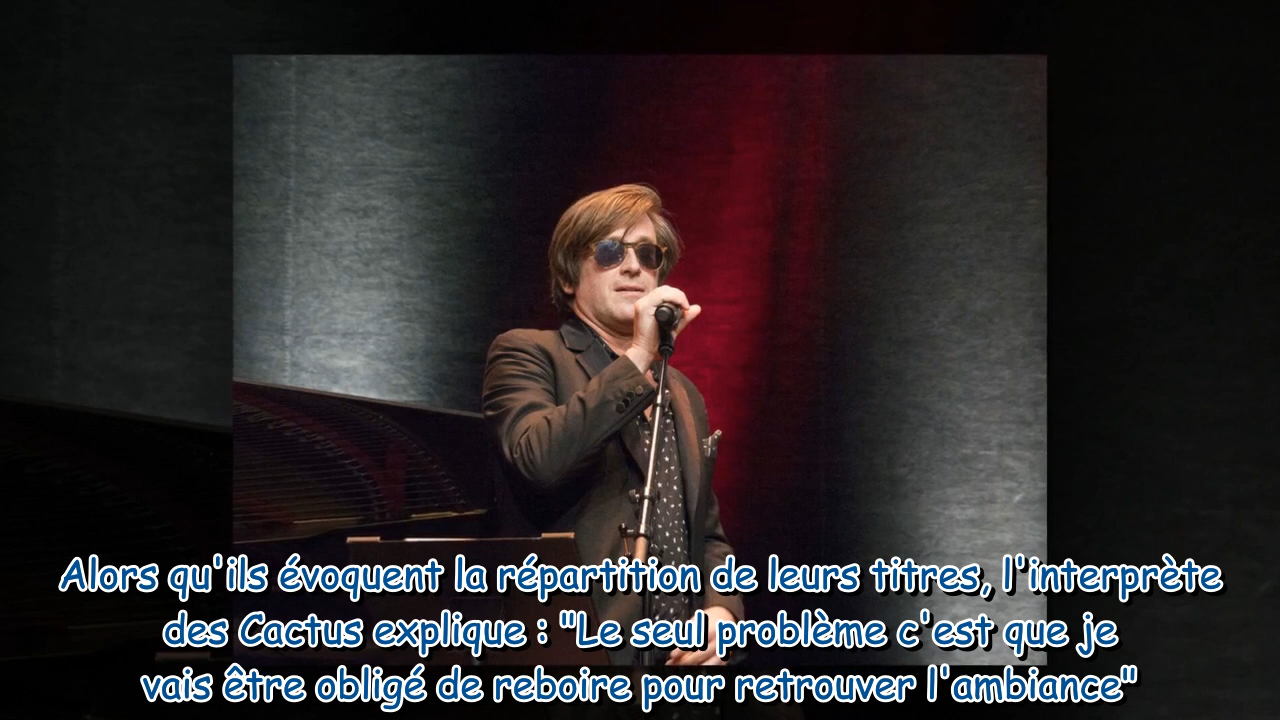 Alors qu'ils évoquent la répartition de leurs titres, l'interprète
des Cactus explique : "Le seul problème c'est que je
vais être obligé de reboire pour retrouver l'ambiance"